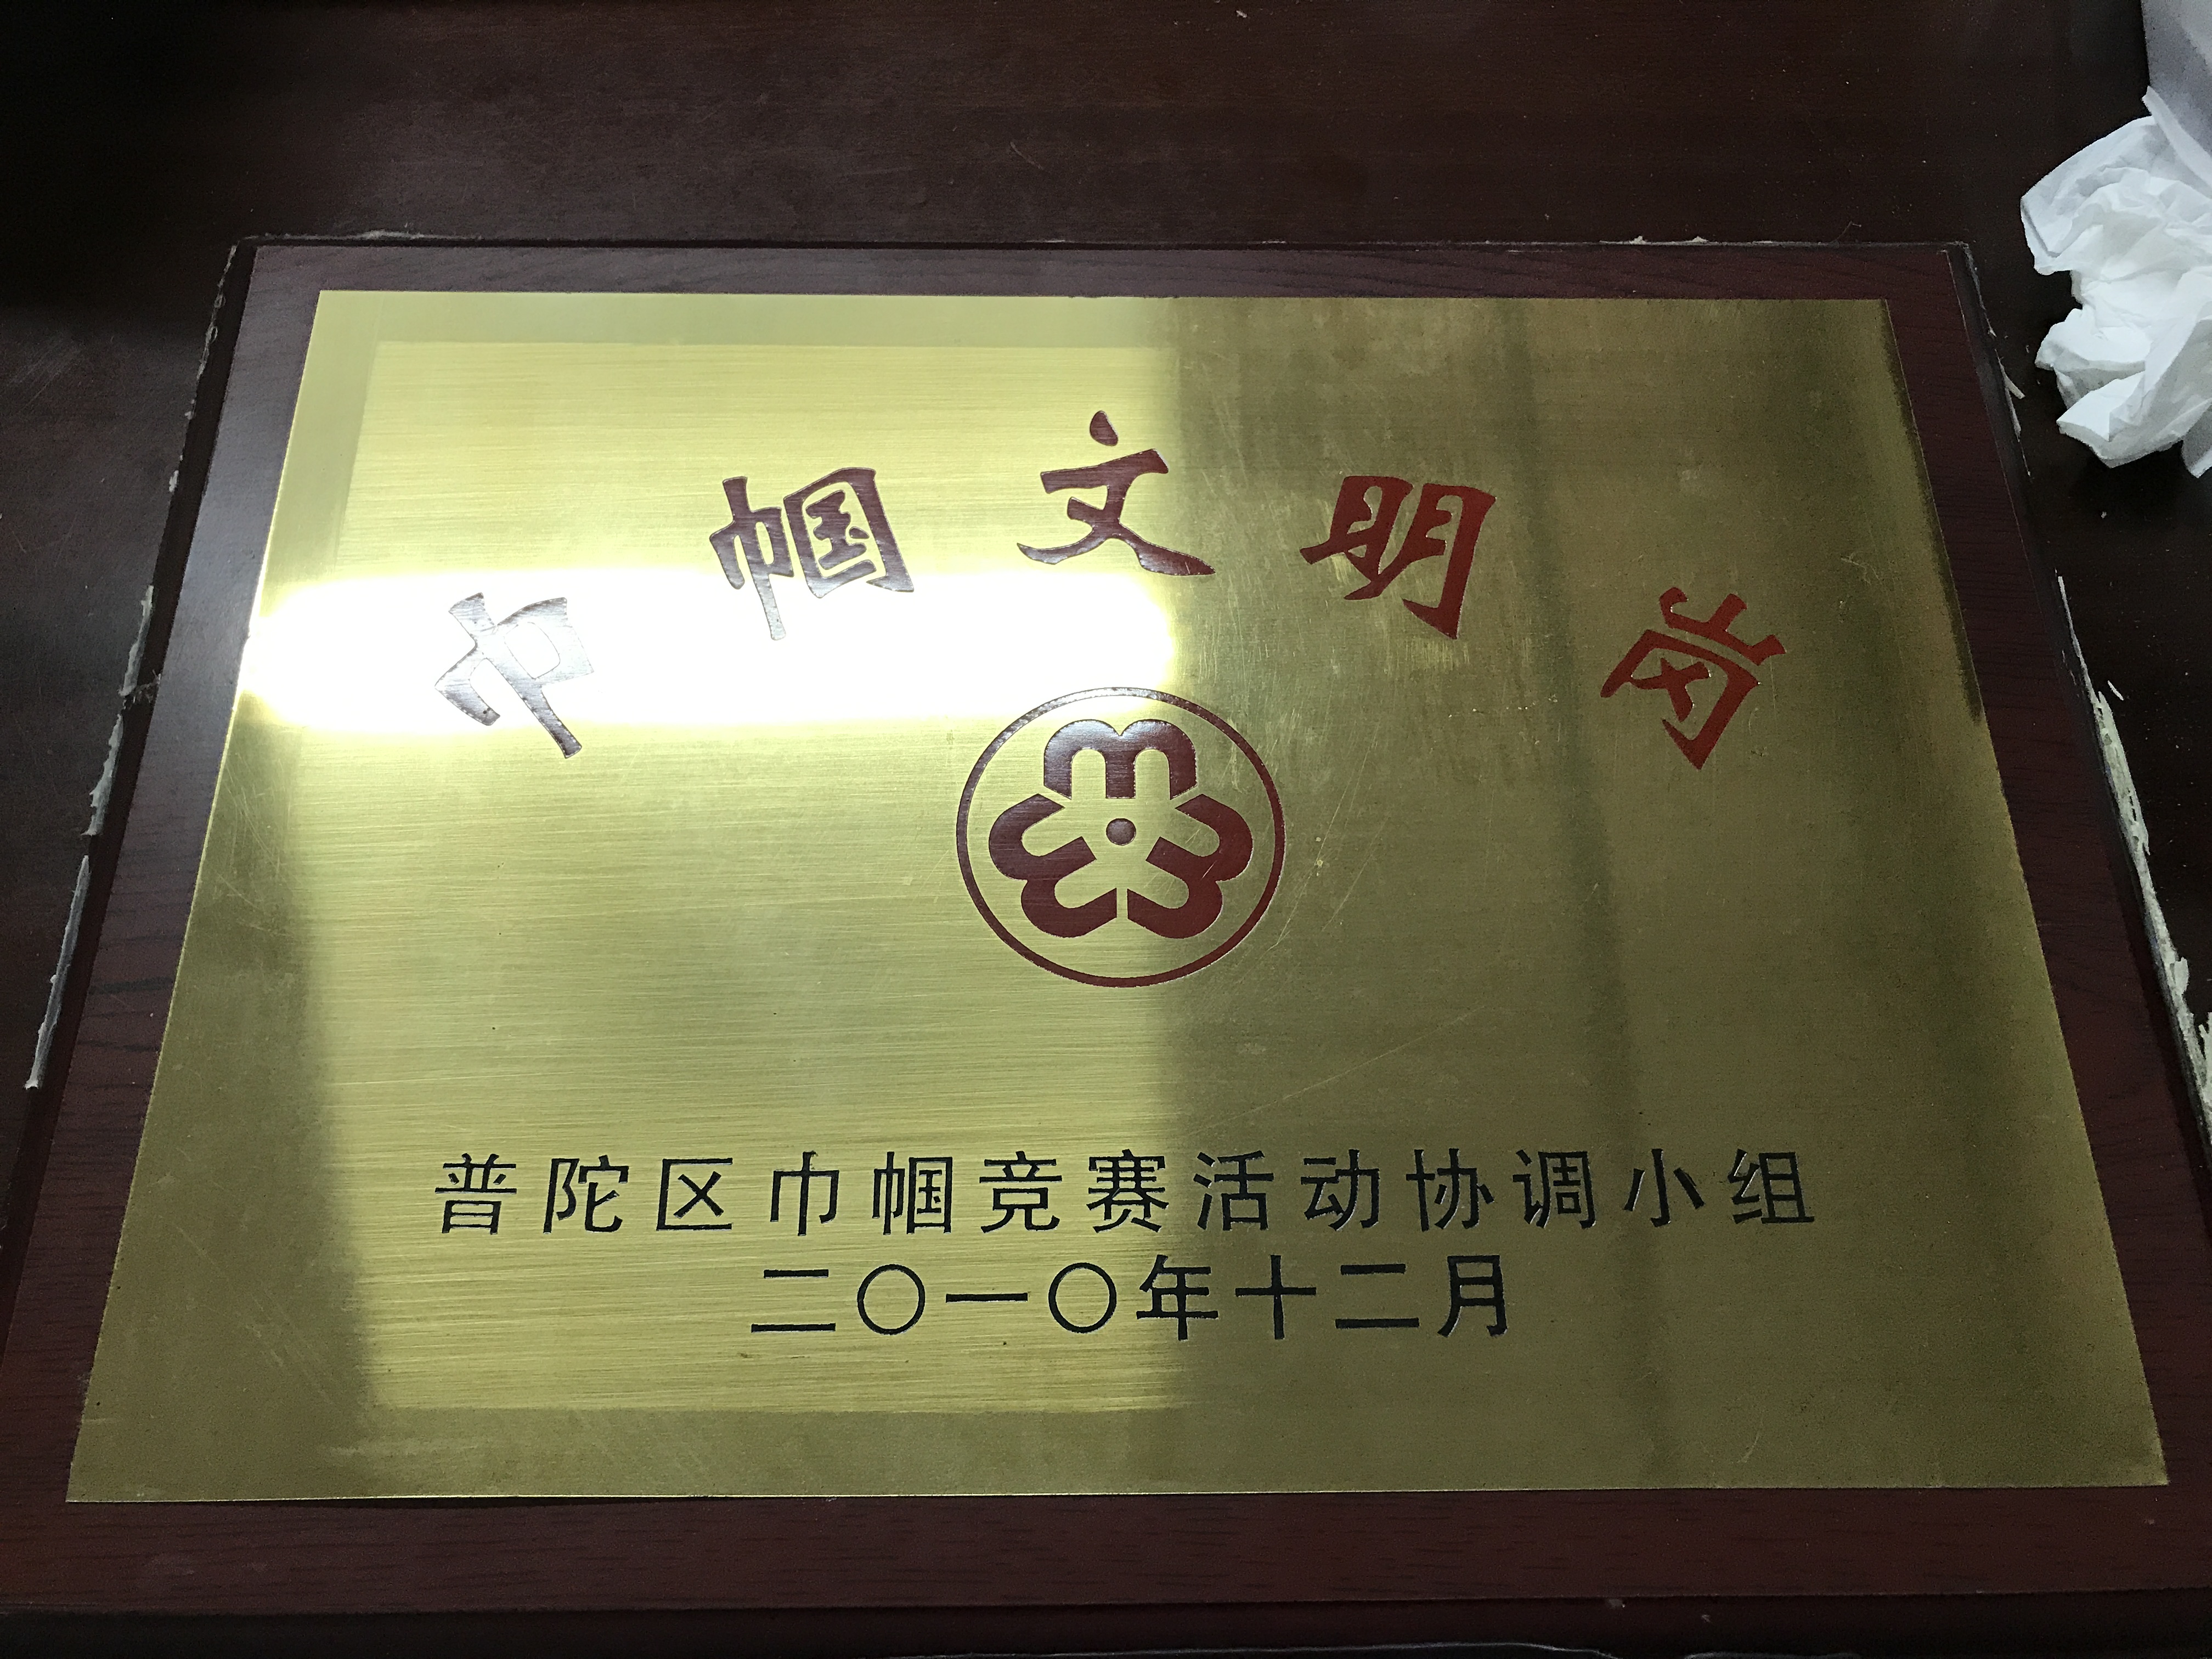 巾帼文明岗
普陀区巾帼竞赛活动协调小组
二〇一〇年十二月